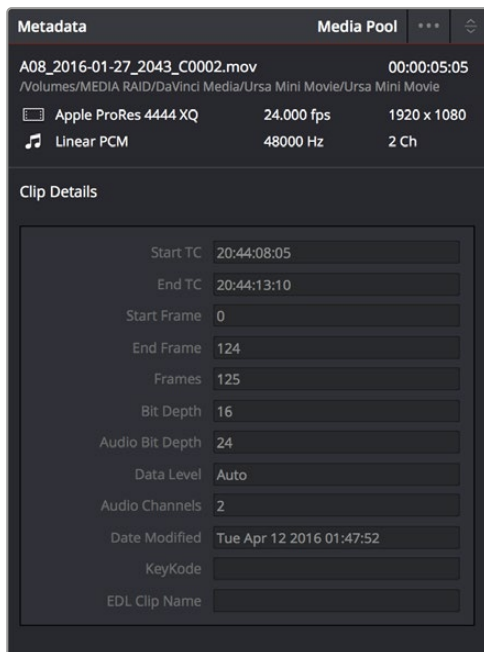 Metadata Media Pool
A08_2016-01-27_2043_C0002.mov 00:00:05:05
/Volumes/MEDIA RAID/DaVinci Media/Ursa Mini Movie/Ursa Mini Movie
Apple ProRes 4444 XQ 24.000 fps 1920 x 1080
Linear PCM 48000 Hz 2 Ch
Clip Details
Start TC 20:44:08:05
End TC 20:44:13:10
Start Frame 0
End Frame 124
Frames 125
Bit Depth 16
Audio Bit Depth 24
Data Level Auto
Audio Channels 2
Date Modified Tue Apr 12 2016 01:47:52
KeyKode
EDL Clip Name